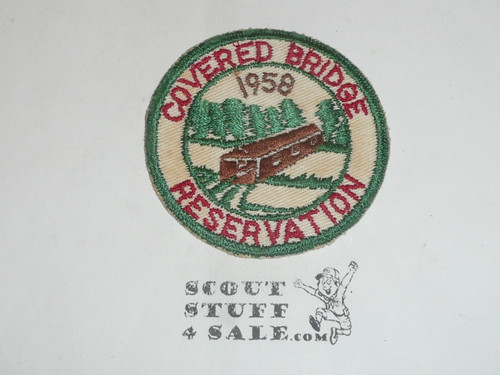 COVERED BRIDGE
1958
RESERVATION
SCOUT
STUFF
4 SALE.COM